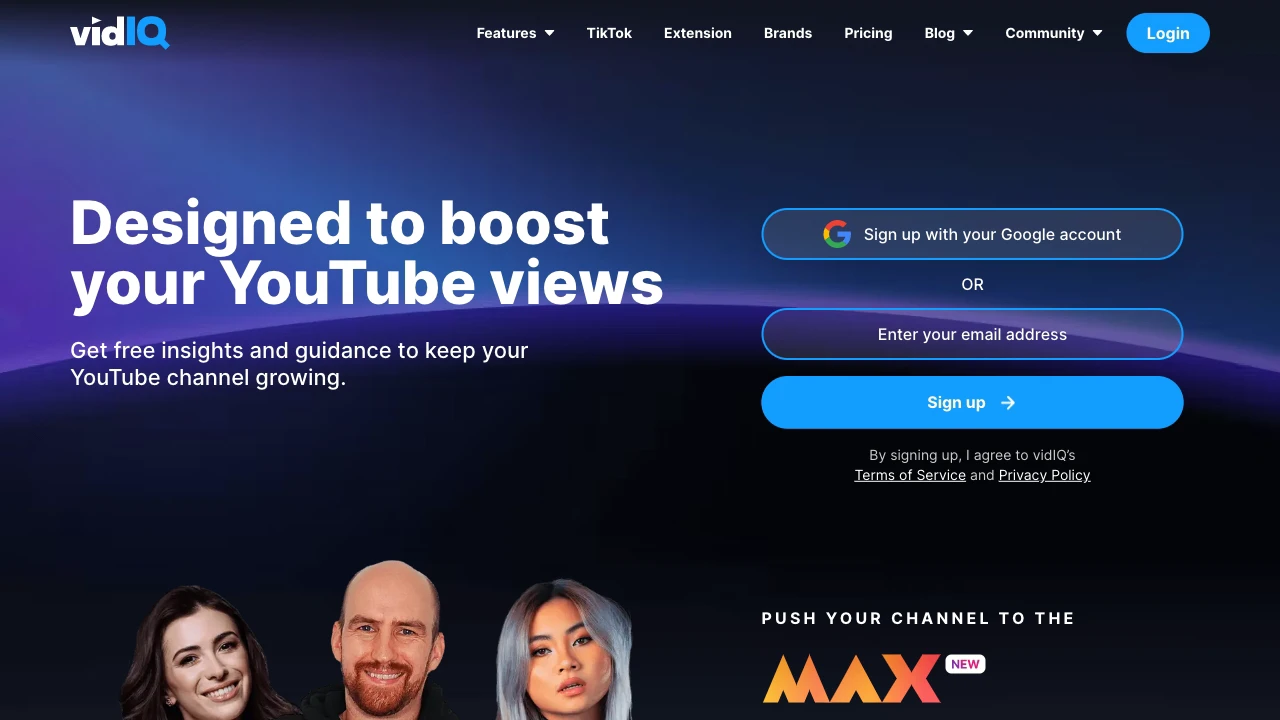 vidIQ
Features
TikTok
Extension
Brands
Pricing
Blog
Community
Login
Designed to boost
your YouTube views
Get free insights and guidance to keep your
YouTube channel growing.
Sign up with your Google account
OR
Enter your email address
Sign up
By signing up, I agree to vidIQ’s
Terms of Service and Privacy Policy
PUSH YOUR CHANNEL TO THE
MAX NEW